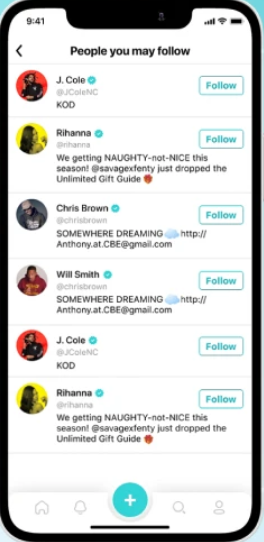 9:41
People you may follow
J. Cole
@JColeNC
KOD
Follow
Rihanna
@rihanna
We getting NAUGHTY-not-NICE this
season! @savagexfenty just dropped the
Unlimited Gift Guide
Follow
Chris Brown
@chrisbrown
SOMEWHERE DREAMING http://
Anthony.at.CBE@gmail.com
Follow
Will Smith
@chrisbrown
SOMEWHERE DREAMING http://
Anthony.at.CBE@gmail.com
Follow
J. Cole
@JColeNC
KOD
Follow
Rihanna
@rihanna
We getting NAUGHTY-not-NICE this
season! @savagexfenty just dropped the
Unlimited Gift Guide
Follow